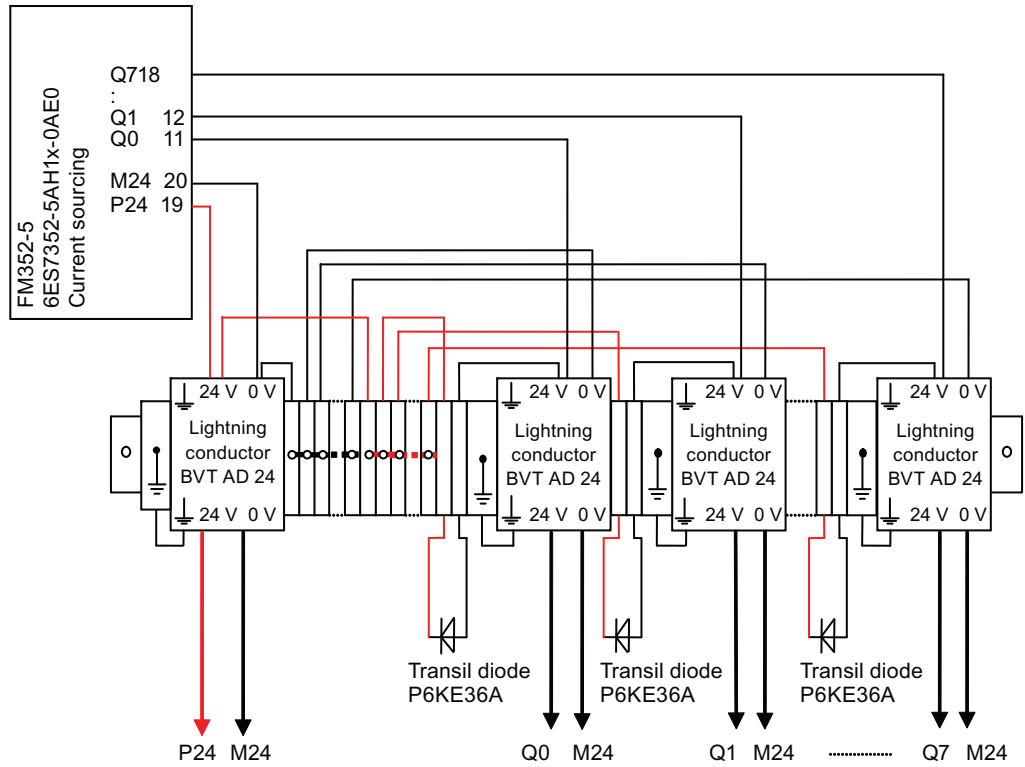 FM352-5
6ES7352-5AH1x-0AE0
Current sourcing
Q718
Q1 12
Q0 11
M24 20
P24 19
24 V 0 V
Lightning
conductor
BVT AD 24
24 V 0 V
24 V 0 V
Lightning
conductor
BVT AD 24
24 V 0 V
24 V 0 V
Lightning
conductor
BVT AD 24
24 V 0 V
24 V 0 V
Lightning
conductor
BVT AD 24
24 V 0 V
Transil diode
P6KE36A
Transil diode
P6KE36A
Transil diode
P6KE36A
P24 M24 Q0 M24 Q1 M24 Q7 M24